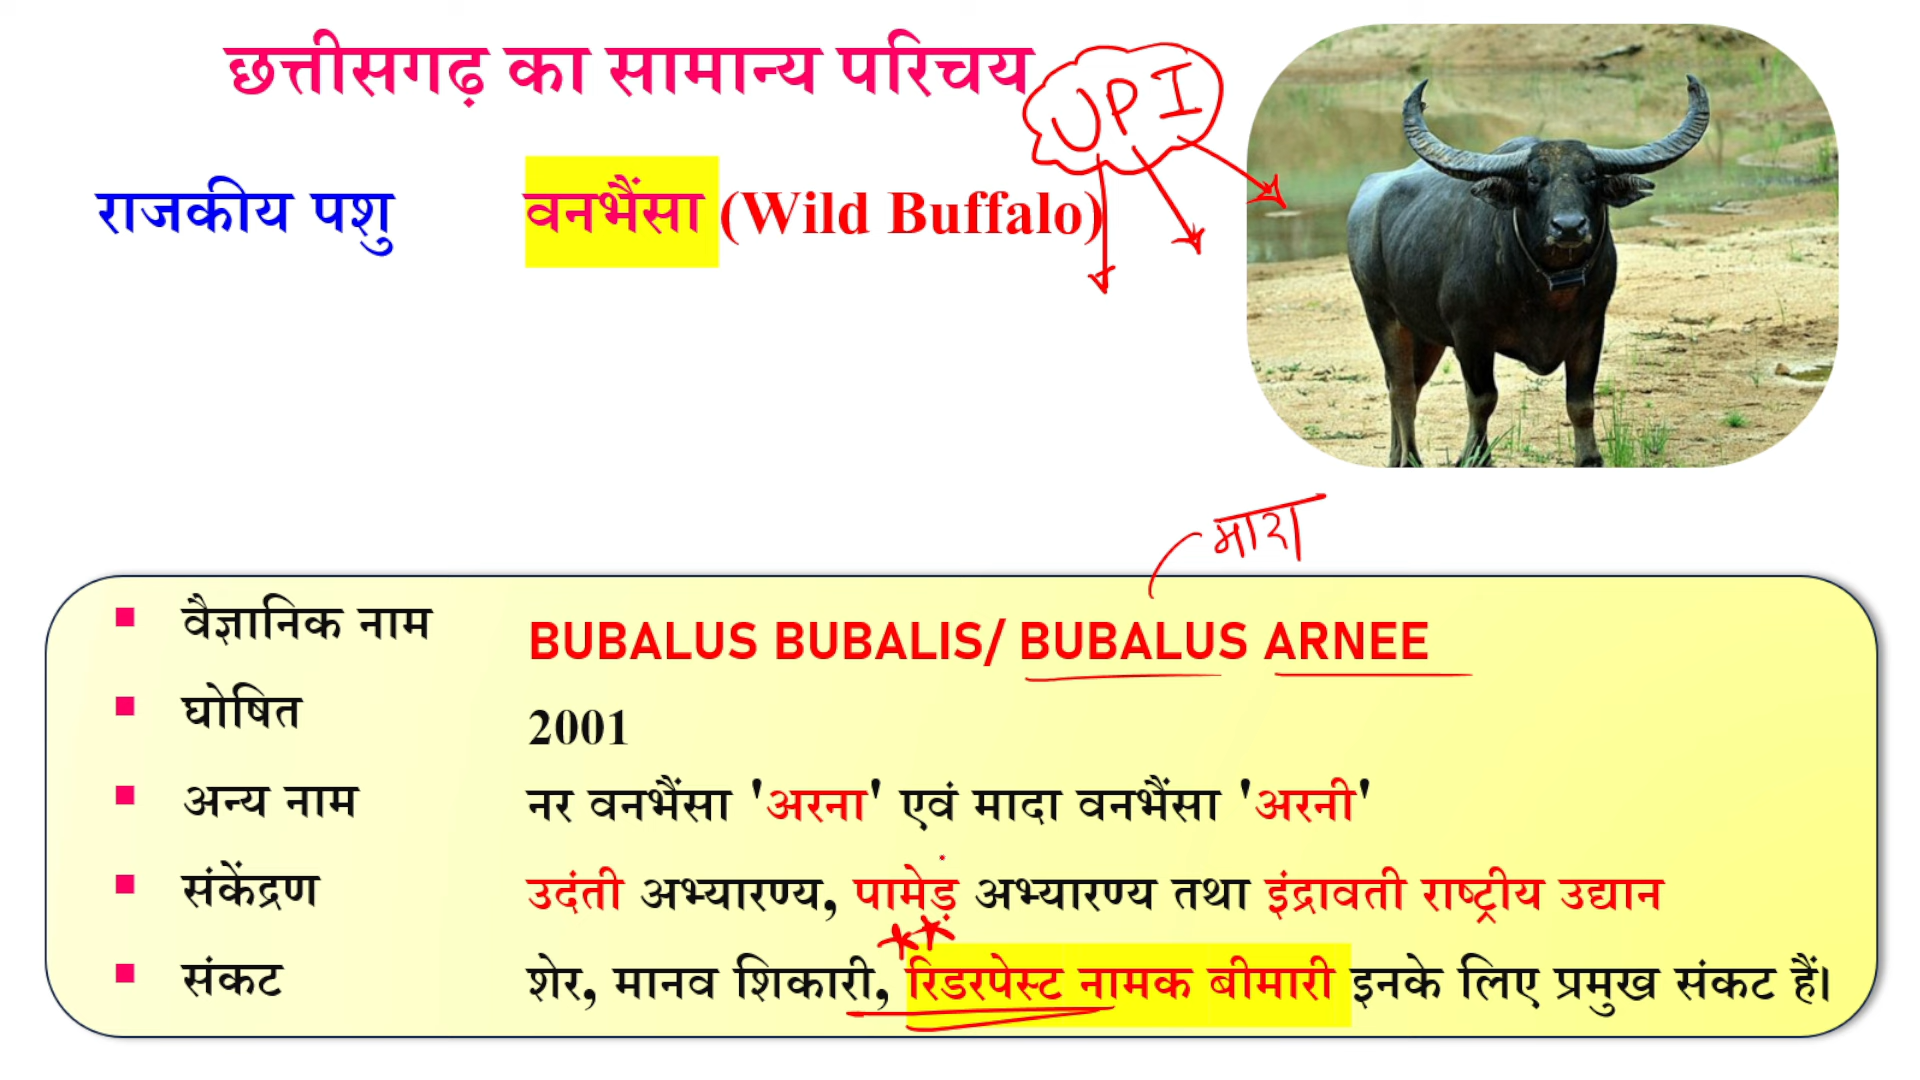 छत्तीसगढ़ का सामान्य परिचय
UPI
राजकीय पशु वनभैंसा (Wild Buffalo)
मारा
वैज्ञानिक नाम BUBALUS BUBALIS/ BUBALUS ARNEE
घोषित 2001
अन्य नाम नर वनभैंसा 'अरना' एवं मादा वनभैंसा 'अरनी'
संकेंद्रण उदंती अभ्यारण्य, पामेड़ अभ्यारण्य तथा इंद्रावती राष्ट्रीय उद्यान
संकट शेर, मानव शिकारी, रिडरपेस्ट नामक बीमारी इनके लिए प्रमुख संकट हैं।